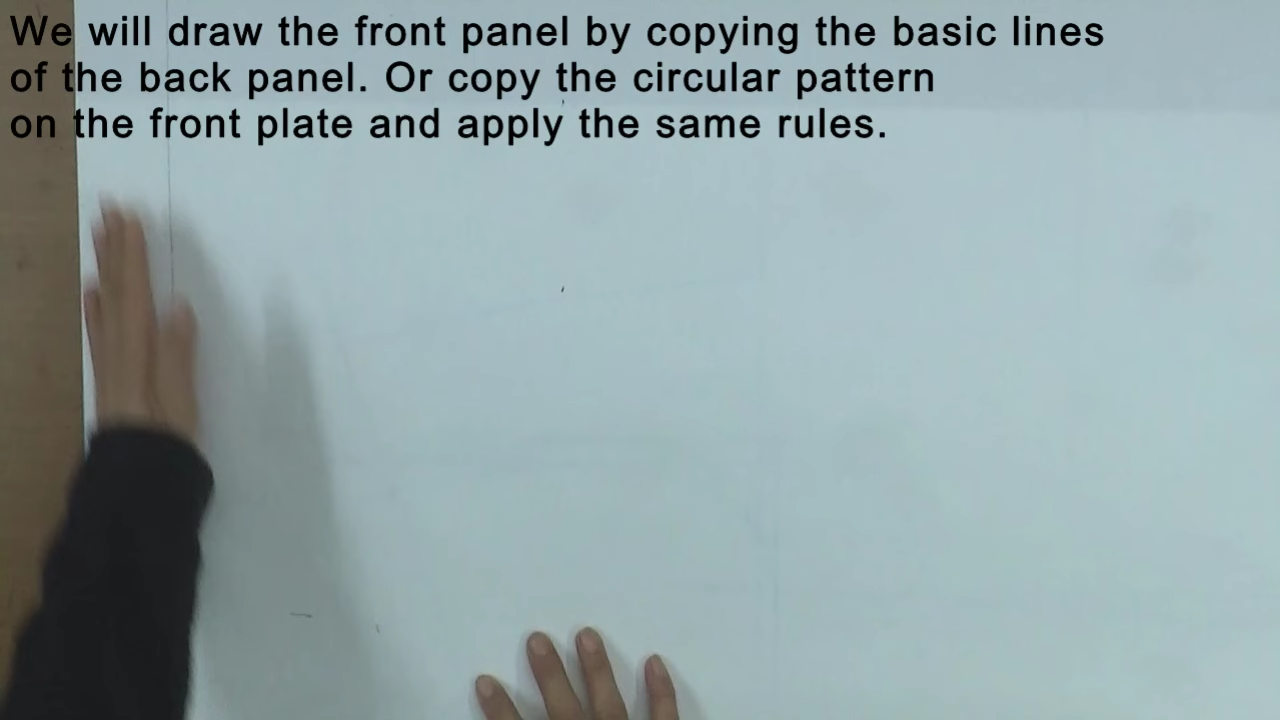 We will draw the front panel by copying the basic lines
of the back panel. Or copy the circular pattern
on the front plate and apply the same rules.